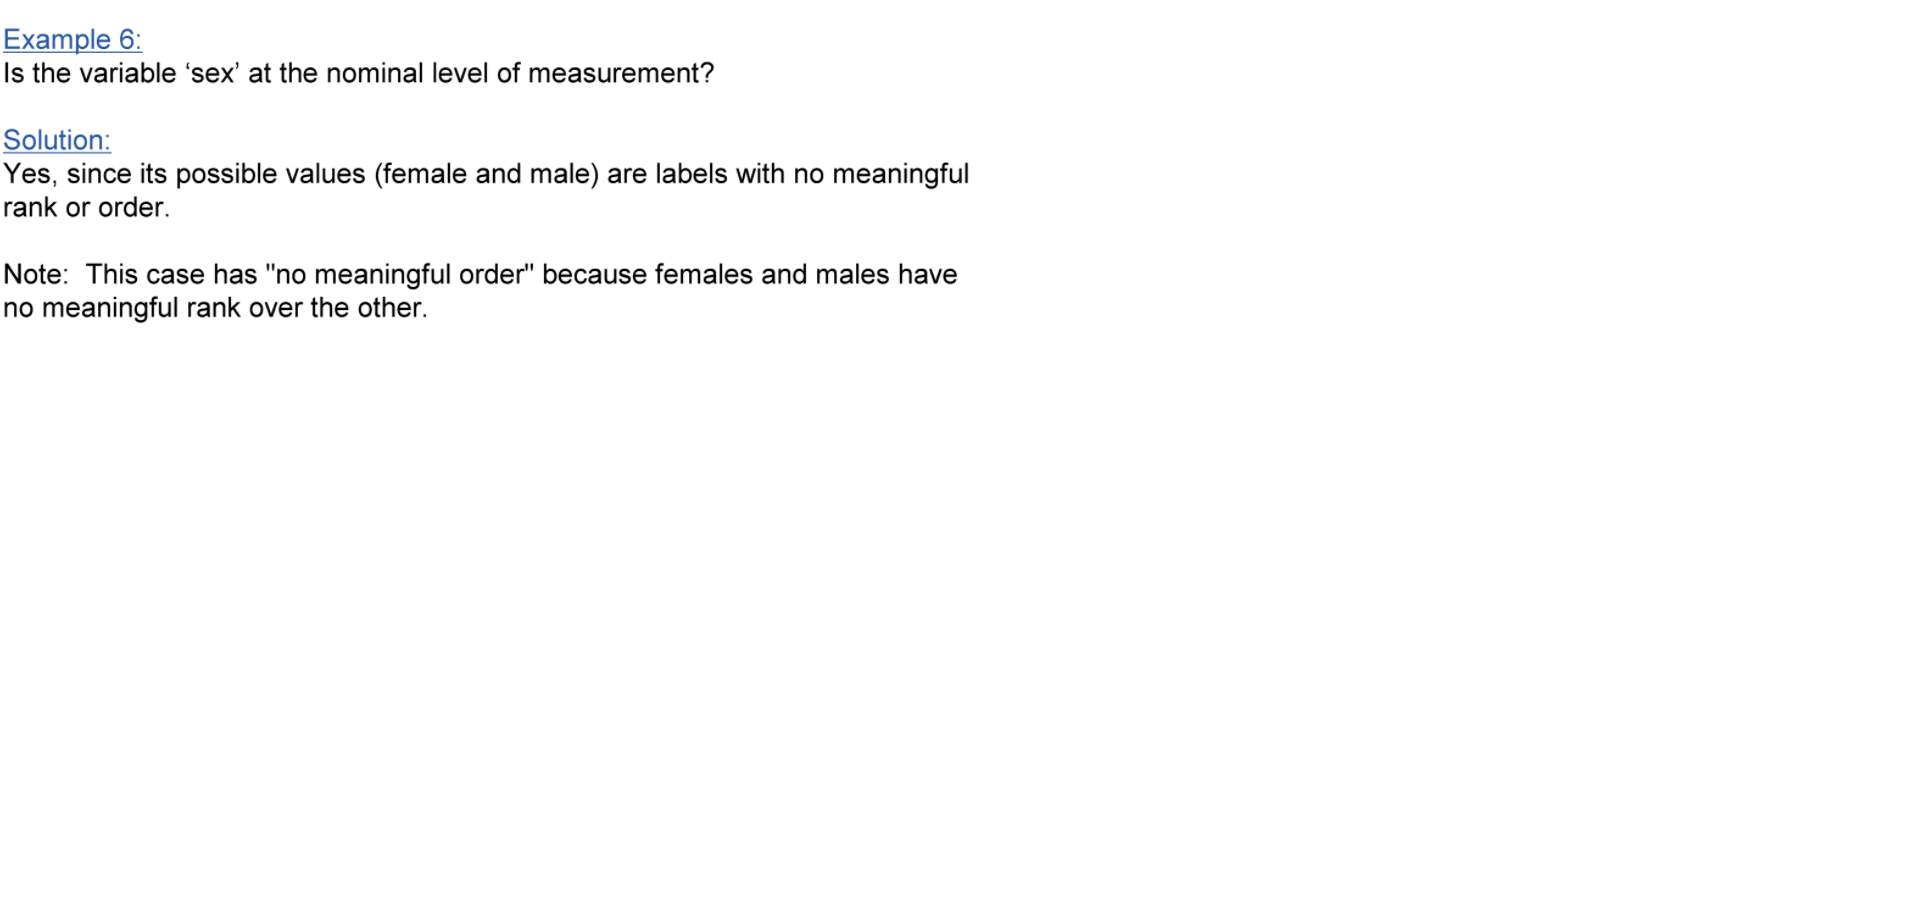 Example 6:
Is the variable ‘sex’ at the nominal level of measurement?
Solution:
Yes, since its possible values (female and male) are labels with no meaningful
rank or order.
Note:  This case has "no meaningful order" because females and males have
no meaningful rank over the other.